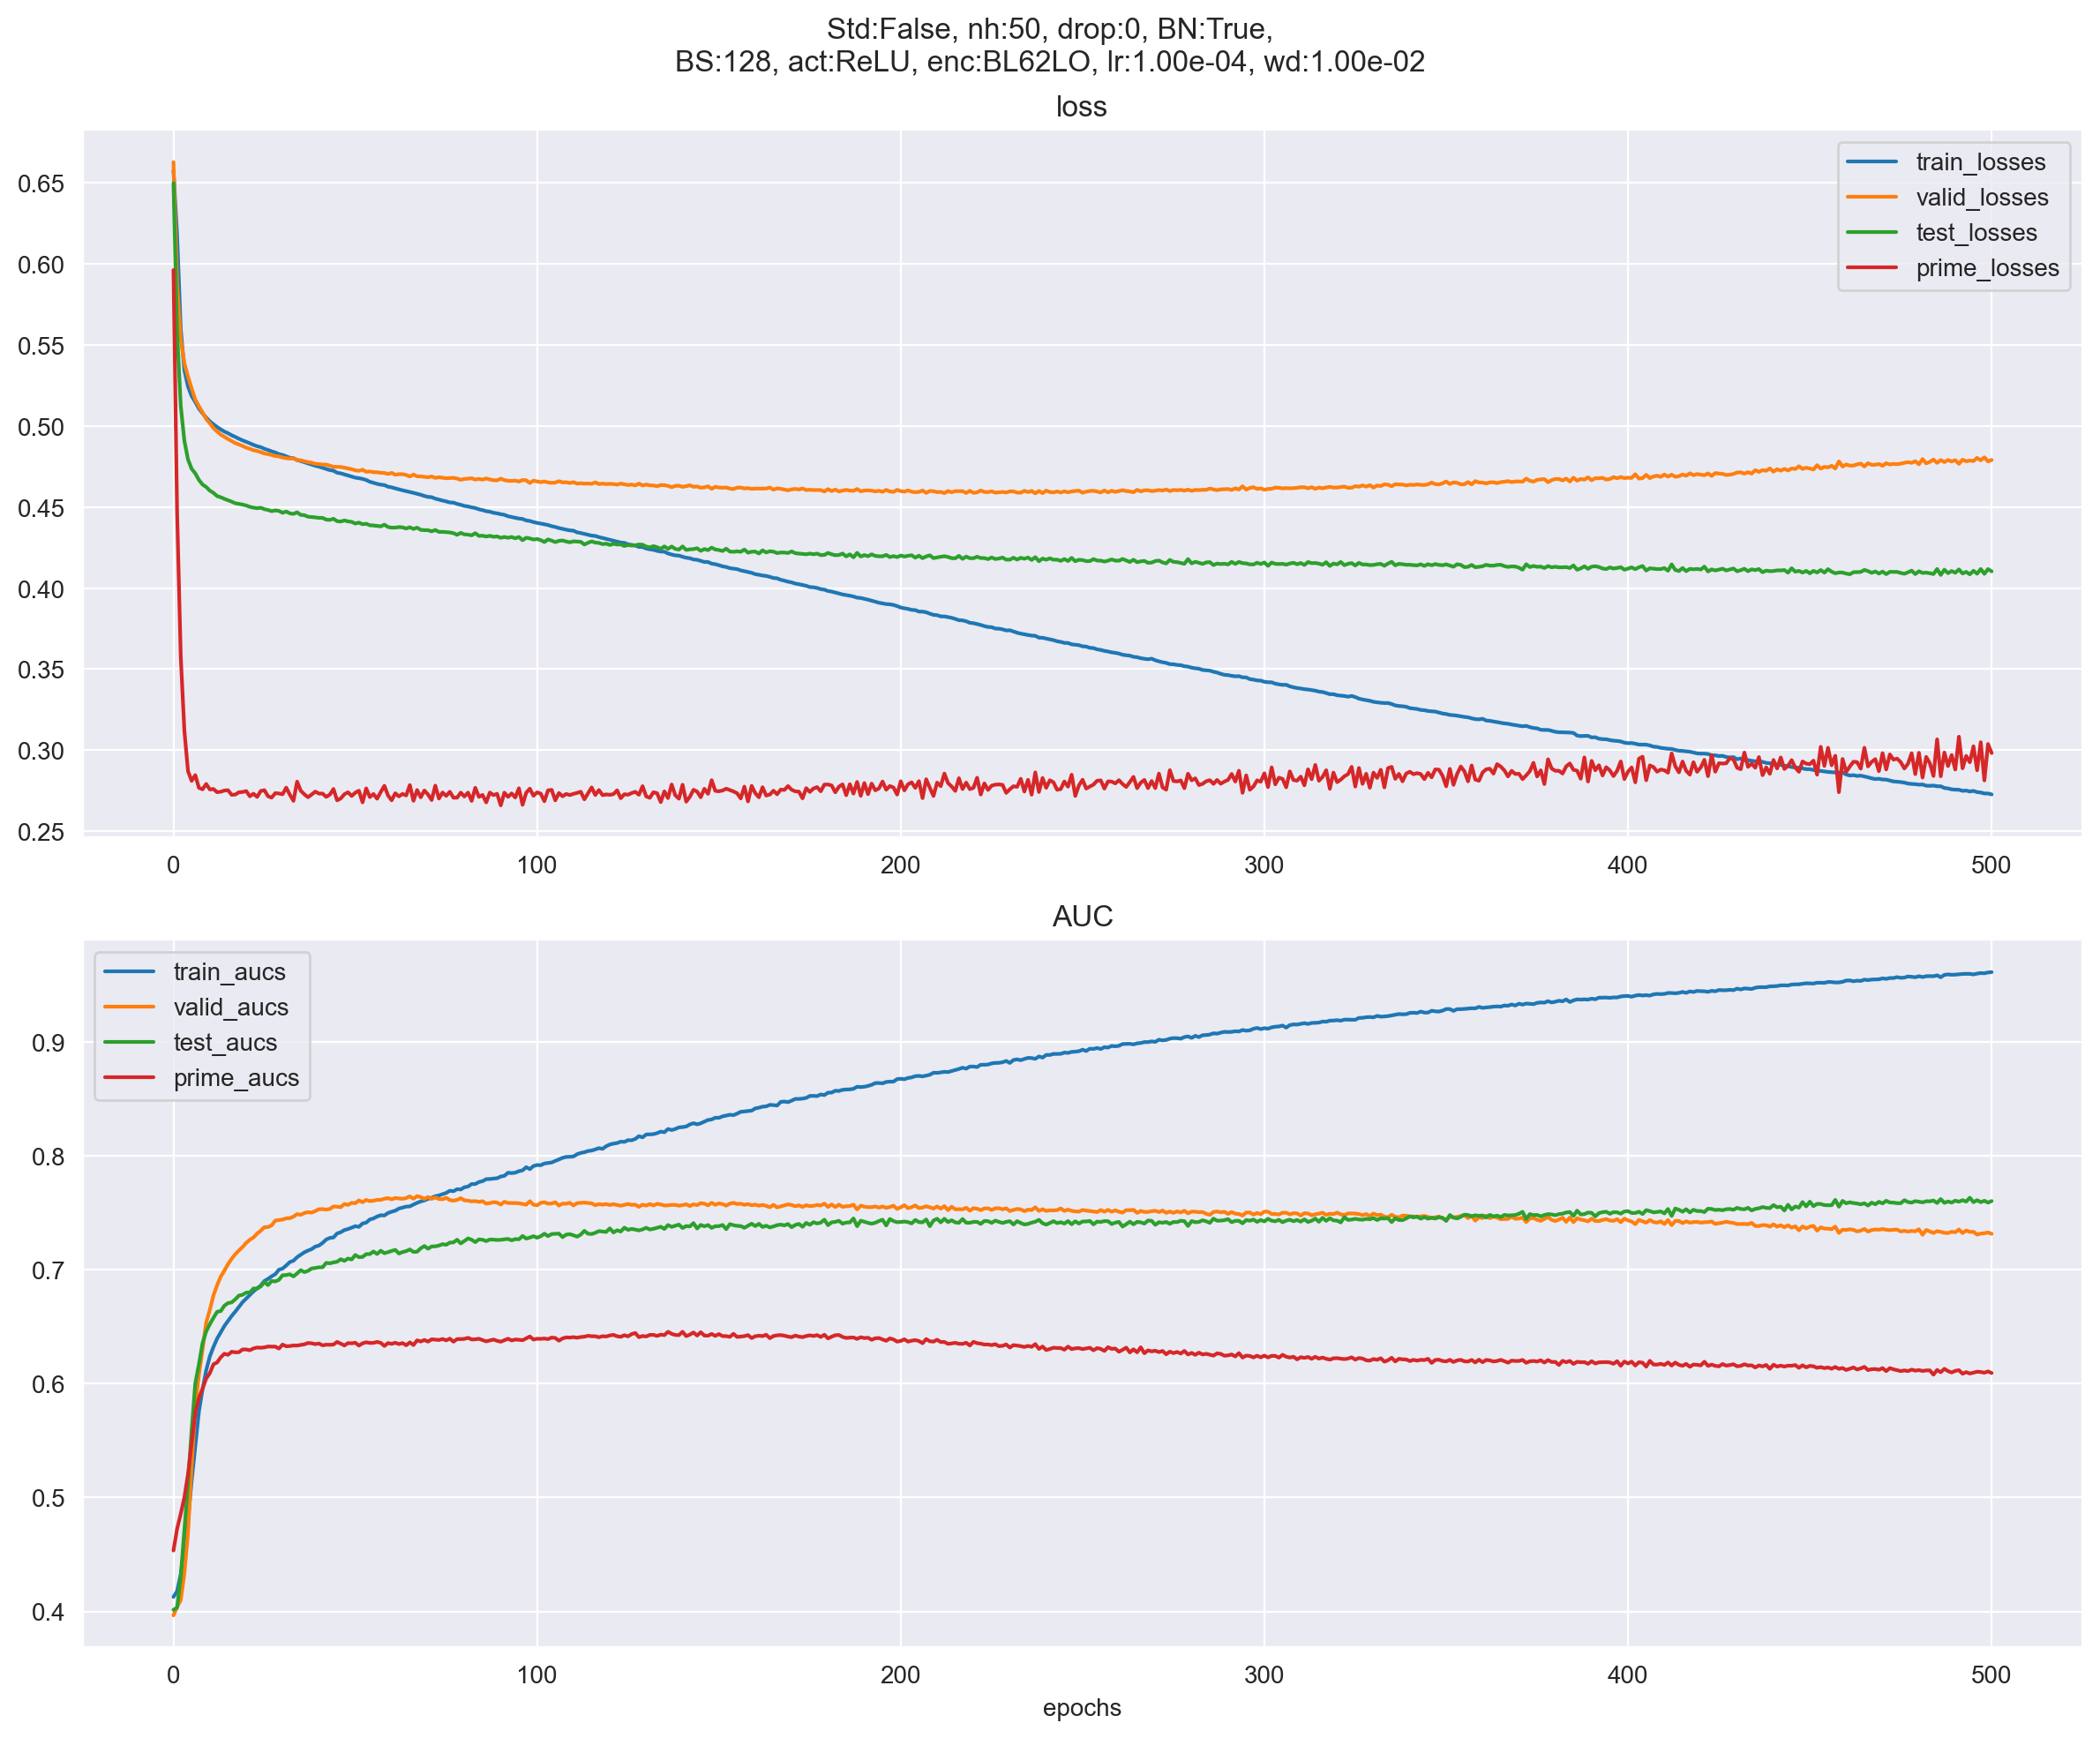 Std:False, nh:50, drop:0, BN:True,
BS:128, act:ReLU, enc:BL62LO, lr:1.00e-04, wd:1.00e-02
loss
0.65
0.60
0.55
0.50
0.45
0.40
0.35
0.30
0.25
train_losses
valid_losses
test_losses
prime_losses
0 100 200 300 400 500
AUC
train_aucs
valid_aucs
test_aucs
prime_aucs
0.9
0.8
0.7
0.6
0.5
0.4
0 100 200 300 400 500
epochs